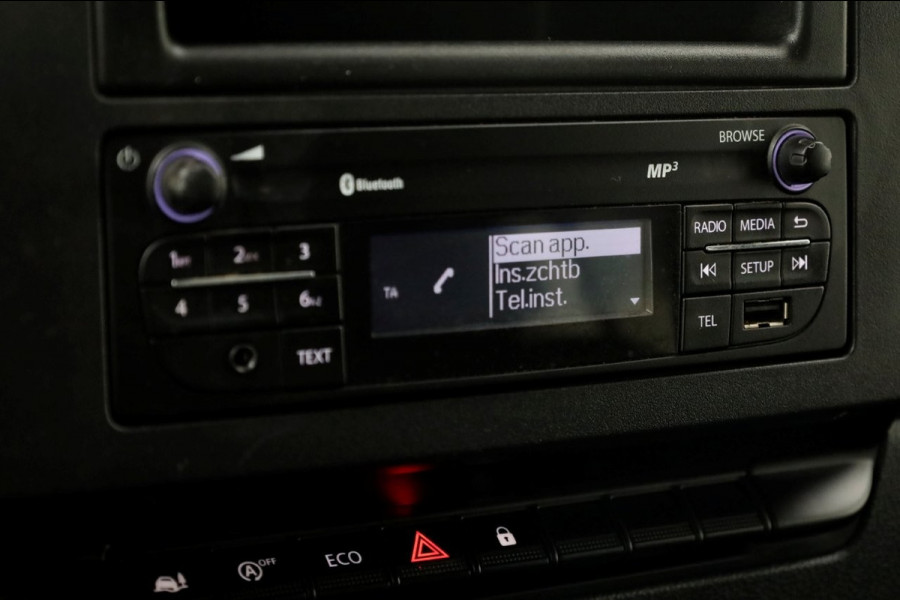 BROWSE
Bluetooth
MP3
1
2
3
4
5
6
TEXT
TA
Scan app.
Ins.zchtb
Tel.inst.
RADIO
MEDIA
SETUP
TEL
A OFF
ECO